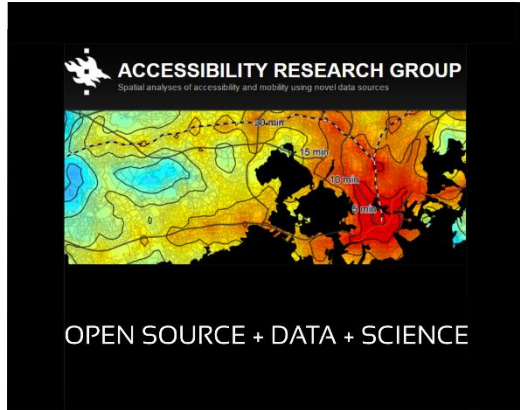 ACCESSIBILITY RESEARCH GROUP
Spatial analyses of accessibility and mobility using novel data sources
20 min
15 min
10 min
5 min
OPEN SOURCE + DATA + SCIENCE